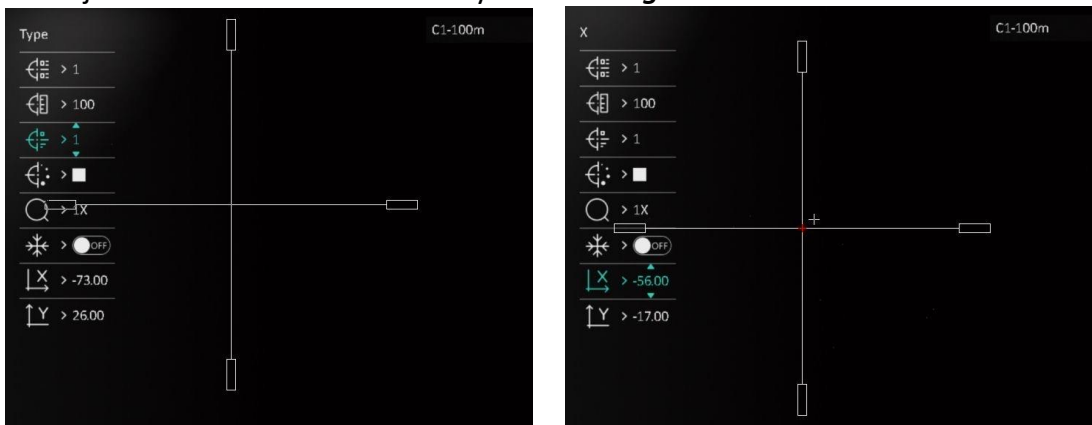 Type
C1-100m
> 1
> 100
> 1
> 1X
> OFF
X > -73.00
Y > 26.00
X
C1-100m
> 1
> 100
> 1
> 1X
> OFF
X > -56.00
Y > -17.00